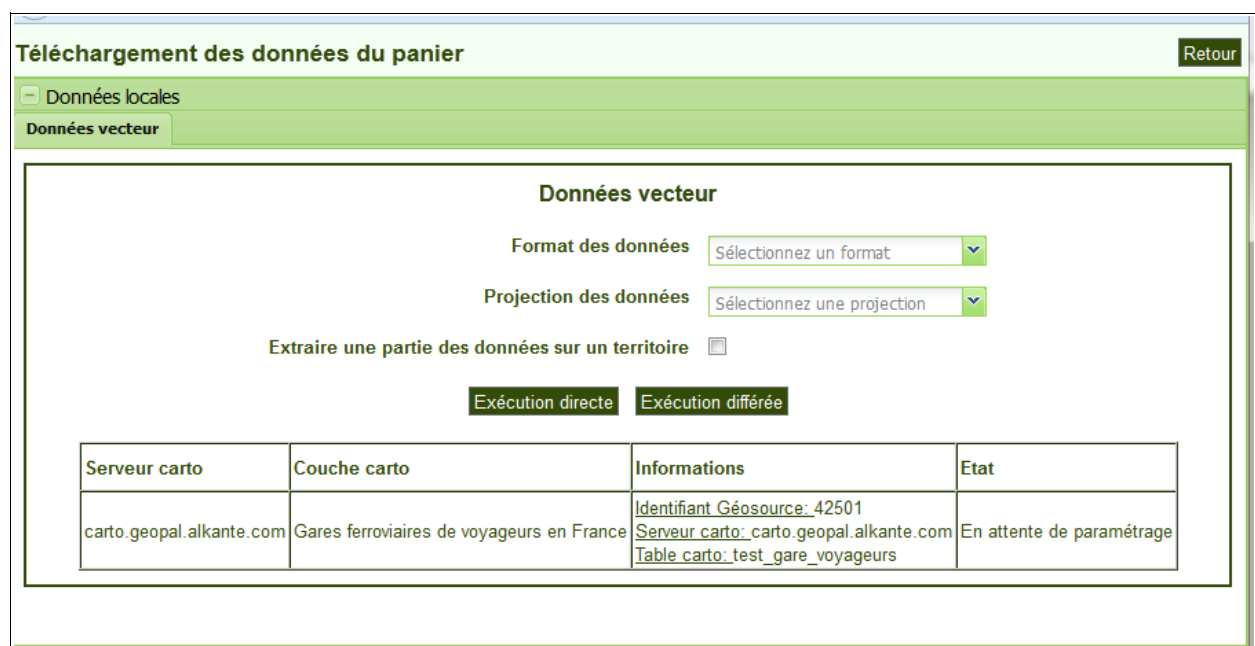 Téléchargement des données du panier
Retour
Données locales
Données vecteur
Données vecteur
Format des données
Sélectionnez un format
Projection des données
Sélectionnez une projection
Extraire une partie des données sur un territoire
Exécution directe
Exécution différée
Serveur carto
Couche carto
Informations
Etat
carto.geopal.alkante.com
Gares ferroviaires de voyageurs en France
Identifiant Géosource: 42501
Serveur carto: carto.geopal.alkante.com
Table carto: test_gare_voyageurs
En attente de paramétrage